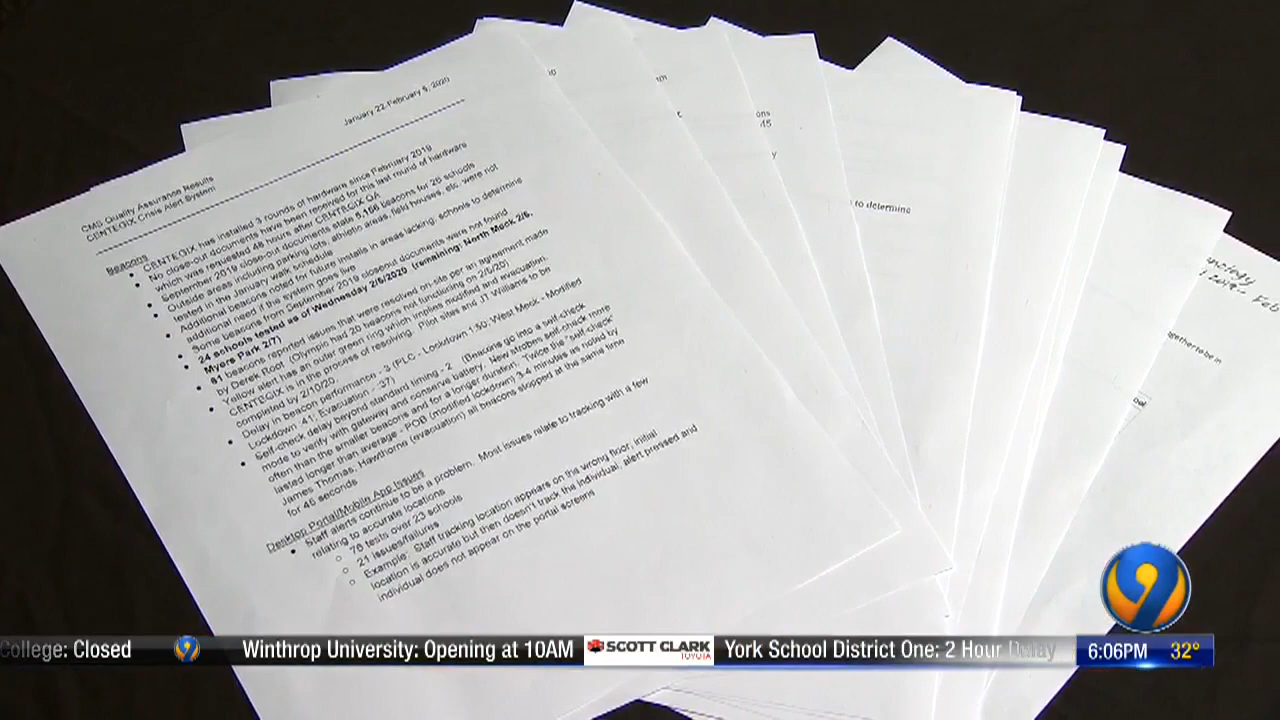 January 22-February 5, 2020
CMS Quality Assurance Results
CENTEGIX Crisis Alert System
Beacons
CENTEGIX has installed 3 rounds of hardware since February 2019
No close-out documents have been received for this last round of hardware
which was requested 48 hours after CENTEGIX QA
September 2019 close-out documents state 5,156 beacons for 25 schools
Outside areas including parking lots, athletic areas, field houses, etc. were not
tested in the January walk schedule
Additional beacons noted for future installs in areas lacking; schools to determine
additional need if the system goes live
Some beacons from September 2019 closeout documents were not found
24 schools tested as of Wednesday 2/5/2020 (remaining: North Meck 2/6,
Myers Park 2/7)
81 beacons reported issues that were resolved on-site per an agreement made
by Derek Root (Olympic had 20 beacons not functioning on 2/5/20)
Yellow alert has an outer green ring which implies modified and evacuation.
CENTEGIX is in the process of resolving. Pilot sites and JT Williams to be
completed by 2/10/20.
Delay in beacon performance - 3 (PLC - Lockdown 1:50; West Meck - Modified
Lockdown :41; Evacuation - :37)
Self-check delay beyond standard timing - 2 (Beacons go into a self-check
mode to verify with gateway and conserve battery. New strobes self-check more
often than the smaller beacons and for a longer duration. Twice the "self-check"
lasted longer than average - POB (modified lockdown) 3-4 minutes as noted by
James Thomas; Hawthorne (evacuation) all beacons stopped at the same time
for 45 seconds
Desktop Portal/Mobile App Issues
Staff alerts continue to be a problem. Most issues relate to tracking with a few
relating to accurate locations
76 tests over 23 schools
21 issues/failures
Example: Staff tracking location appears on the wrong floor, initial
location is accurate but then doesn't track the individual, alert pressed and
individual does not appear on the portal screens
ons
45
y
to determine
Feb
gether to be in
9
College: Closed
Winthrop University: Opening at 10AM
SCOTT CLARK
TOYOTA
York School District One: 2 Hour Delay
6:06PM 32°